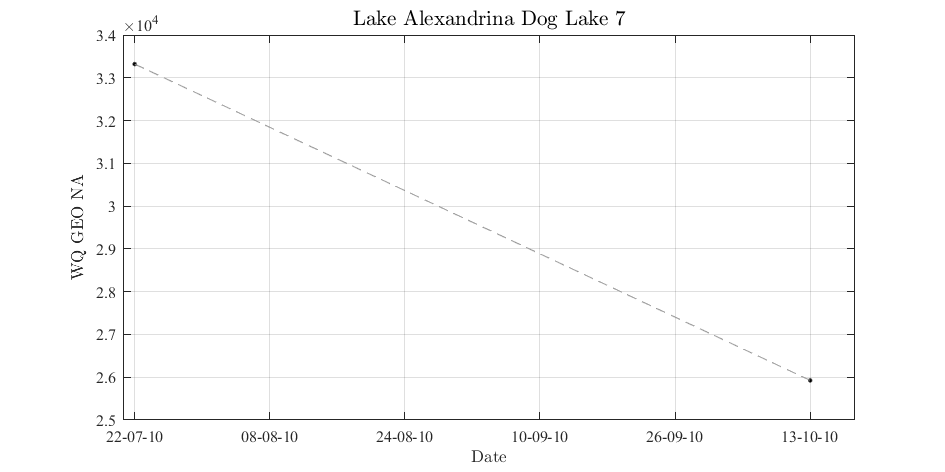 Lake Alexandrina Dog Lake 7
×10^4
3.4
3.3
3.2
3.1
3
2.9
2.8
2.7
2.6
2.5
WQ GEO NA
22-07-10 08-08-10 24-08-10 10-09-10 26-09-10 13-10-10
Date